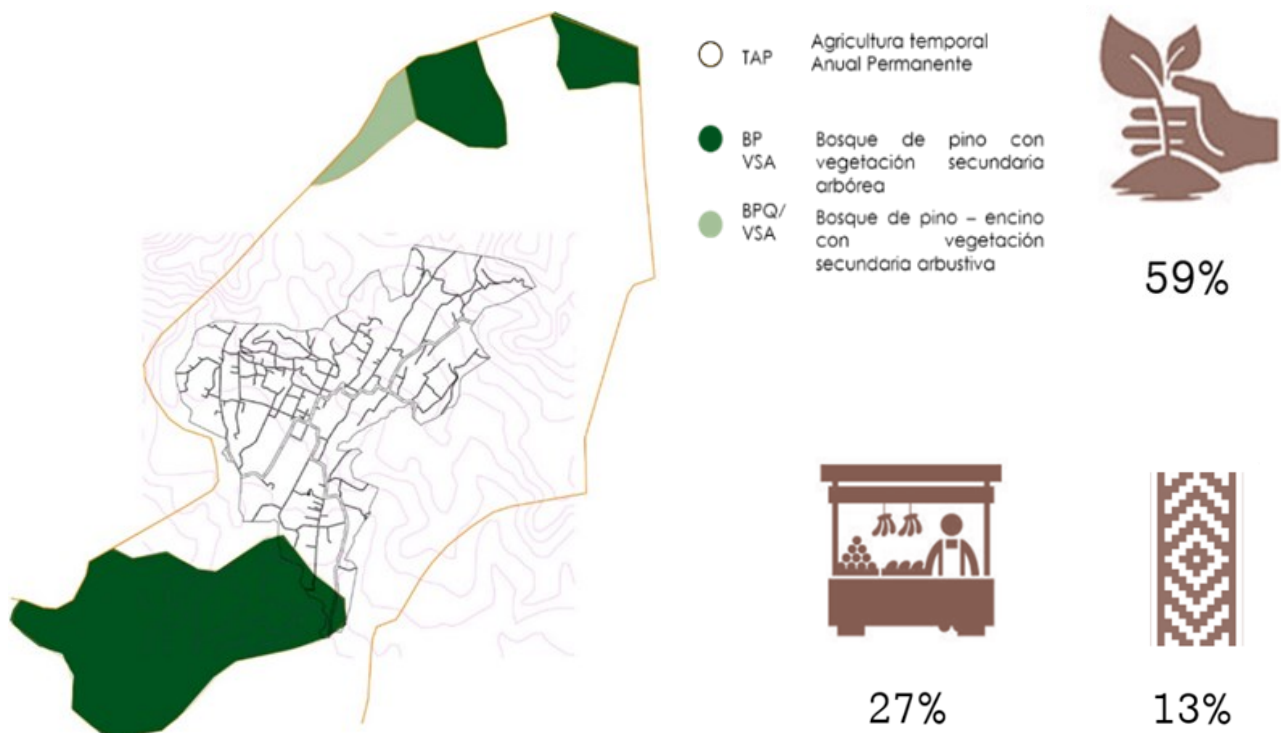 TAP Agricultura temporal
Anual Permanente
BP Bosque de pino con
VSA vegetación secundaria
arbórea
BPQ/ Bosque de pino – encino
VSA con vegetación
secundaria arbustiva
59%
27%
13%